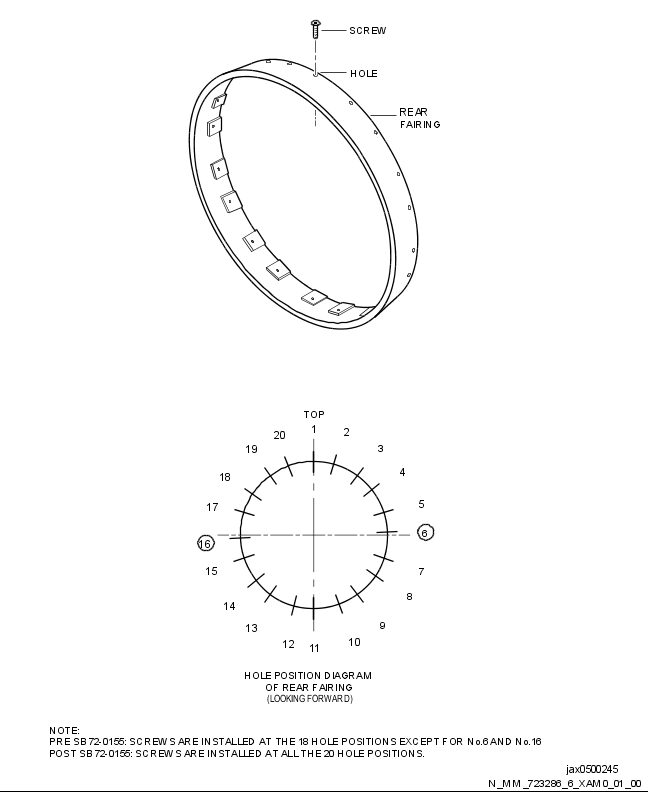 SCREW
HOLE
REAR
FAIRING
TOP
1
2
3
4
5
6
7
8
9
10
11
12
13
14
15
16
17
18
19
20
HOLE POSITION DIAGRAM
OF REAR FAIRING
(LOOKING FORWARD)
NOTE:
PRE SB72-0155: SCREWS ARE INSTALLED AT THE 18 HOLE POSITIONS EXCEPT FOR No.6 AND No.16
POST SB72-0155: SCREWS ARE INSTALLED AT ALL THE 20 HOLE POSITIONS.
jax0500245
N_MM_723286_6_XAM0_01_00